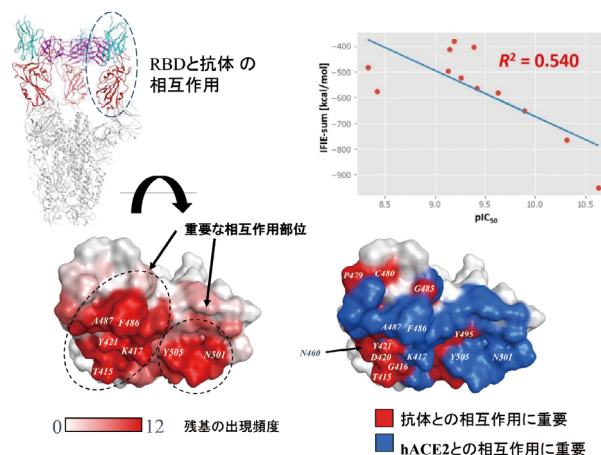 RBDと抗体 の
相互作用
重要な相互作用部位
A487 F486
Y421
K417
T415
Y505
N501
0 12 残基の出現頻度
IFIE-sum [kcal/mol]
−400
−500
−600
−700
−800
−900
R² = 0.540
8.5 9.0 9.5 10.0 10.5
pIC₅₀
P479 C480
G485
A487 F486
Y495
N460
Y421
D420 K417
G416
T415
Y505
N501
抗体との相互作用に重要
hACE2との相互作用に重要